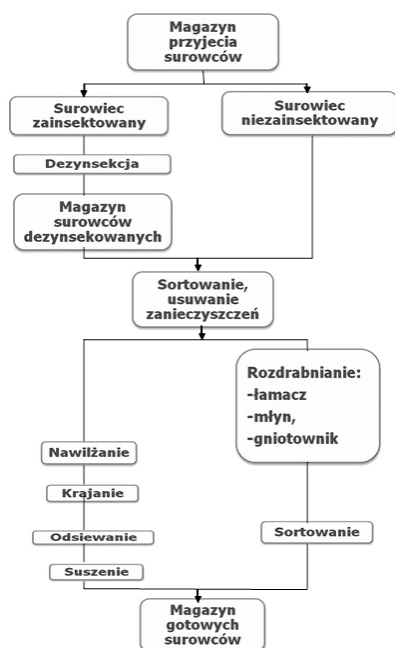 Magazyn
przyjecia
surowców
Surowiec
zainsektowany
Surowiec
niezainsektowany
Dezynsekcja
Magazyn
surowców
dezynsekowanych
Sortowanie,
usuwanie
zanieczyszczeń
Rozdrabnianie:
-łamacz
-młyn,
-gniotownik
Nawilżanie
Krajanie
Odsiewanie
Suszenie
Sortowanie
Magazyn
gotowych
surowców